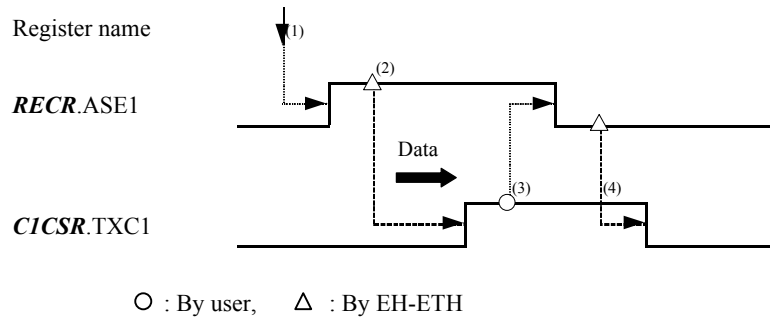 Register name
(1)
(2)
RECR.ASE1
Data
(3)
(4)
C1CSR.TXC1
○ : By user, △ : By EH-ETH